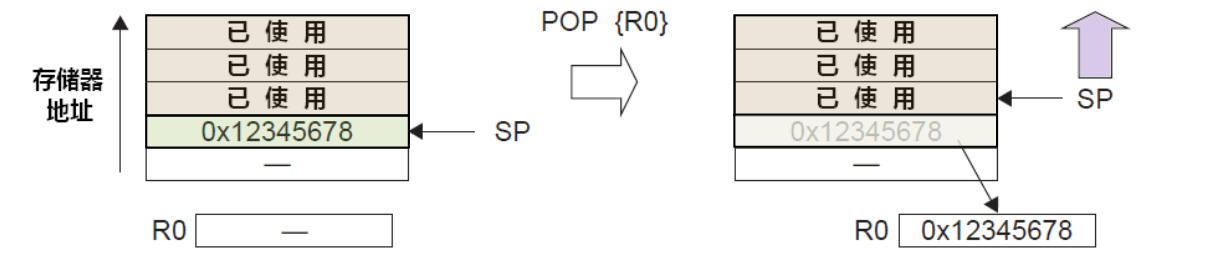 POP {R0}
存储器
地址
已 使 用
已 使 用
已 使 用
0x12345678
—
SP
R0
—
已 使 用
已 使 用
已 使 用
0x12345678
—
SP
R0
0x12345678